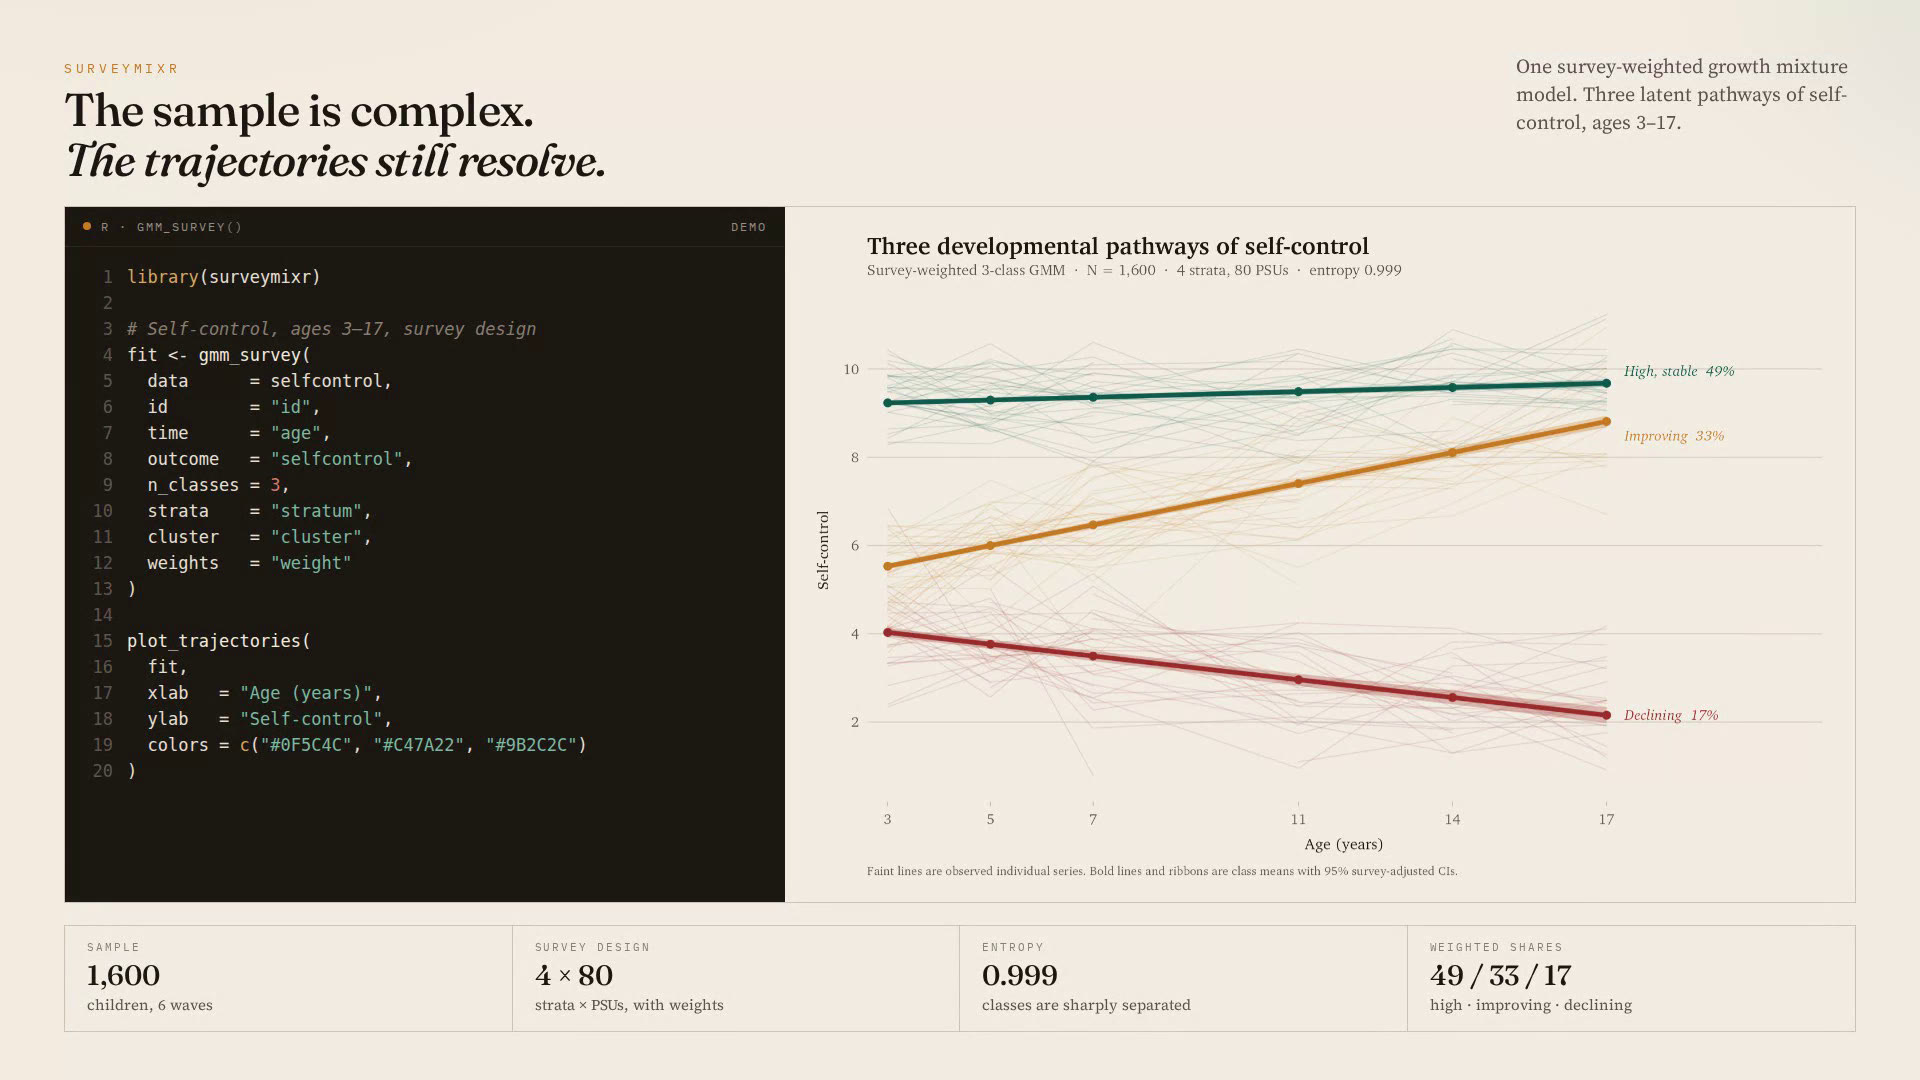 SURVEYMIXR
The sample is complex.
The trajectories still resolve.
One survey-weighted growth mixture
model. Three latent pathways of self-
control, ages 3–17.
R · GMM_SURVEY()
DEMO
1 library(surveymixr)
2
3 # Self-control, ages 3–17, survey design
4 fit <- gmm_survey(
5 data = selfcontrol,
6 id = "id",
7 time = "age",
8 outcome = "selfcontrol",
9 n_classes = 3,
10 strata = "stratum",
11 cluster = "cluster",
12 weights = "weight"
13 )
14
15 plot_trajectories(
16 fit,
17 xlab = "Age (years)",
18 ylab = "Self-control",
19 colors = c("#0F5C4C", "#C47A22", "#9B2C2C")
20 )
Three developmental pathways of self-control
Survey-weighted 3-class GMM · N = 1,600 · 4 strata, 80 PSUs · entropy 0.999
10
8
6
4
2
Self-control
High, stable 49%
Improving 33%
Declining 17%
3 5 7 11 14 17
Age (years)
Faint lines are observed individual series. Bold lines and ribbons are class means with 95% survey-adjusted CIs.
SAMPLE
1,600
children, 6 waves
SURVEY DESIGN
4 × 80
strata × PSUs, with weights
ENTROPY
0.999
classes are sharply separated
WEIGHTED SHARES
49 / 33 / 17
high · improving · declining